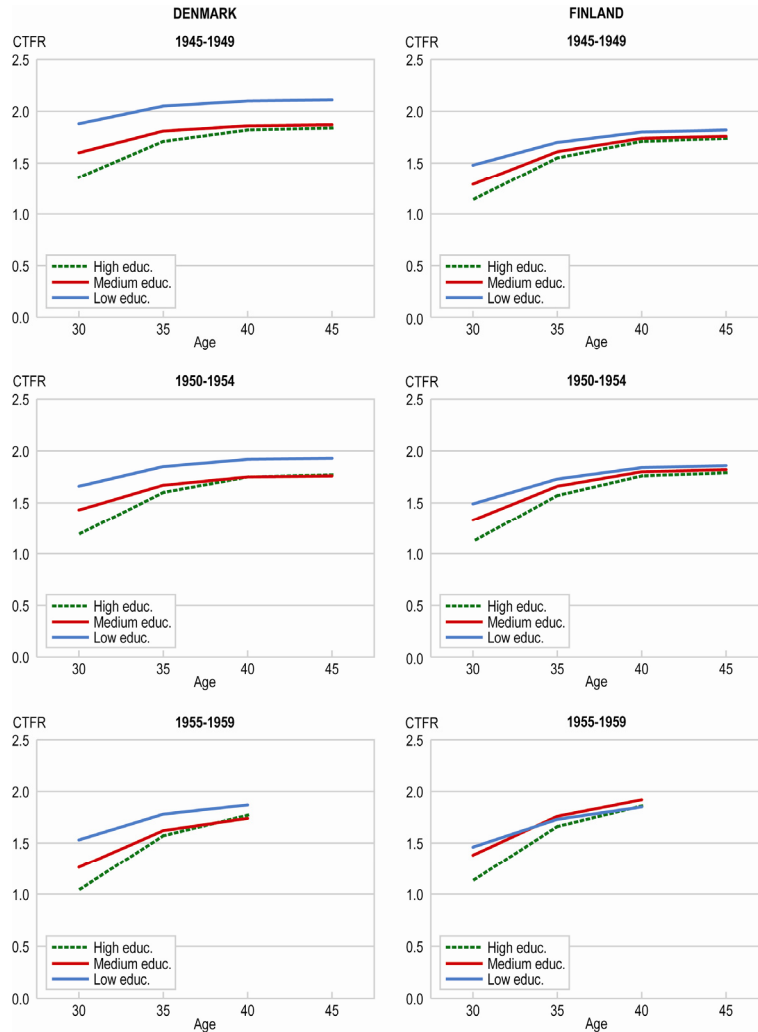 DENMARK
CTFR 1945-1949
2.5
2.0
1.5
1.0
0.5
0.0
High educ.
Medium educ.
Low educ.
30 35 40 45
Age
FINLAND
CTFR 1945-1949
2.5
2.0
1.5
1.0
0.5
0.0
High educ.
Medium educ.
Low educ.
30 35 40 45
Age
CTFR 1950-1954
2.5
2.0
1.5
1.0
0.5
0.0
High educ.
Medium educ.
Low educ.
30 35 40 45
Age
CTFR 1950-1954
2.5
2.0
1.5
1.0
0.5
0.0
High educ.
Medium educ.
Low educ.
30 35 40 45
Age
CTFR 1955-1959
2.5
2.0
1.5
1.0
0.5
0.0
High educ.
Medium educ.
Low educ.
30 35 40 45
Age
CTFR 1955-1959
2.5
2.0
1.5
1.0
0.5
0.0
High educ.
Medium educ.
Low educ.
30 35 40 45
Age